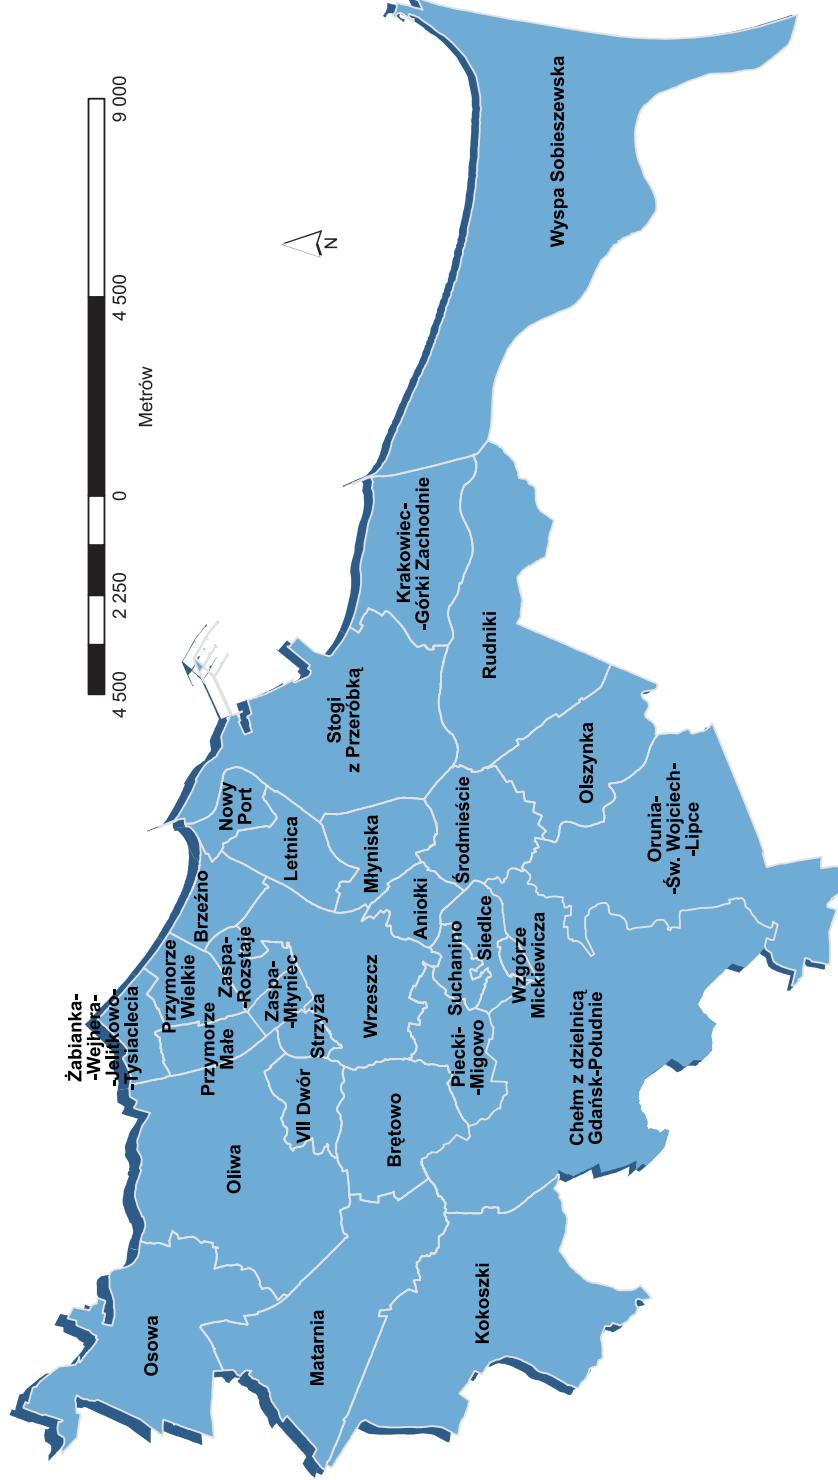 Żabianka-
-Wejhera-
-Jelitkowo-
-Tysiaclecia
Osowa
Oliwa
Przymorze
Wielkie
Przymorze
Małe
Brzeźno
Zaspa-
-Rozstaje
Zaspa-
-Młyniec
Nowy
Port
Letnica
Strzyża
VII Dwór
Matarnia
Wrzeszcz
Brętowo
Młyniska
Stogi
z Przeróbką
Aniołki
Krakowiec-
-Górki Zachodnie
Suchanino
Siedlce
Środmieście
Piecki-
-Migowo
Kokoszki
Rudniki
Wzgórze
Mickiewicza
Wyspa Sobieszewska
Olszynka
Chełm z dzielnicą
Gdańsk-Południe
Orunia-
-Św. Wojciech-
-Lipce
4 500
2 250
0
4 500
9 000
Metrów
N